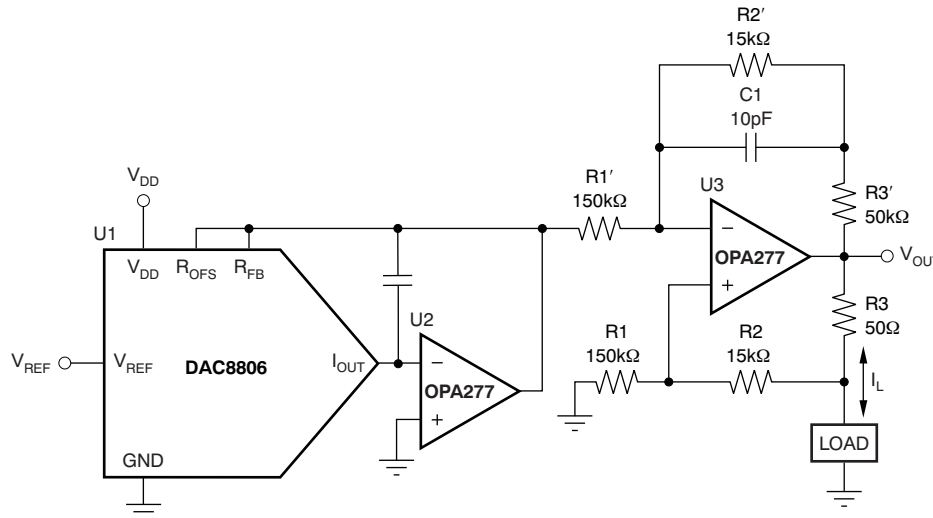 R2'
15kΩ
C1
10pF
V_DD
R1'
150kΩ
U3
R3'
50kΩ
U1
V_DD
R_OFS
R_FB
−
OPA277
+
V_OU
R3
50Ω
U2
V_REF
V_REF
DAC8806
I_OUT
−
OPA277
+
R1
150kΩ
R2
15kΩ
I_L
LOAD
GND